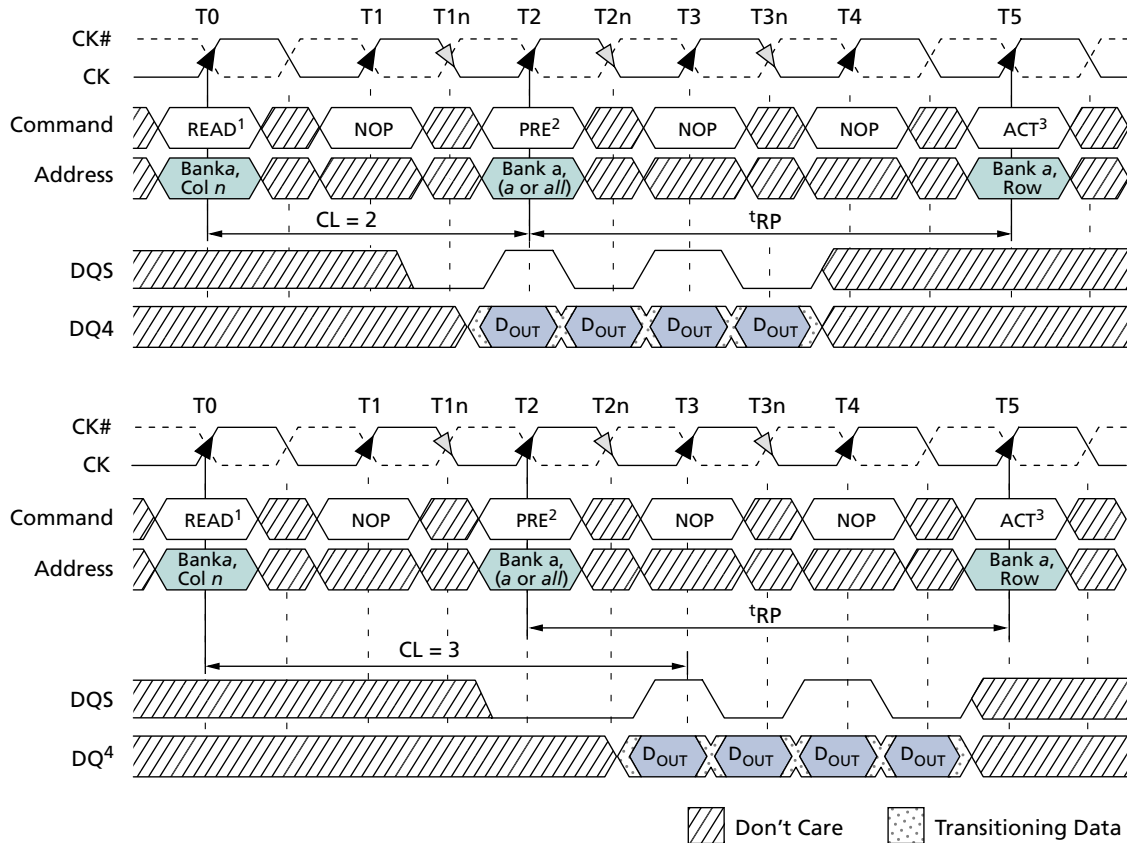 T0 T1 T1n T2 T2n T3 T3n T4 T5
CK#
CK
Command READ1 NOP PRE2 NOP NOP ACT3
Address Banka, Col n Bank a, (a or all) Bank a, Row
CL = 2 tRP
DQS
DQ4 DOUT DOUT DOUT DOUT
T0 T1 T1n T2 T2n T3 T3n T4 T5
CK#
CK
Command READ1 NOP PRE2 NOP NOP ACT3
Address Banka, Col n Bank a, (a or all) Bank a, Row
tRP
CL = 3
DQS
DQ4 DOUT DOUT DOUT DOUT
Don't Care Transitioning Data